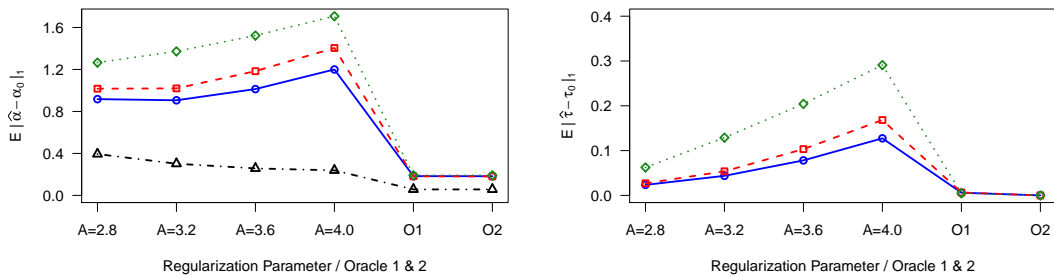 1.6
1.2
0.8
0.4
0.0
E | α̂ − α₀ |₁
A=2.8 A=3.2 A=3.6 A=4.0 O1 O2
Regularization Parameter / Oracle 1 & 2
0.4
0.3
0.2
0.1
0.0
E | τ̂ − τ₀ |₁
A=2.8 A=3.2 A=3.6 A=4.0 O1 O2
Regularization Parameter / Oracle 1 & 2